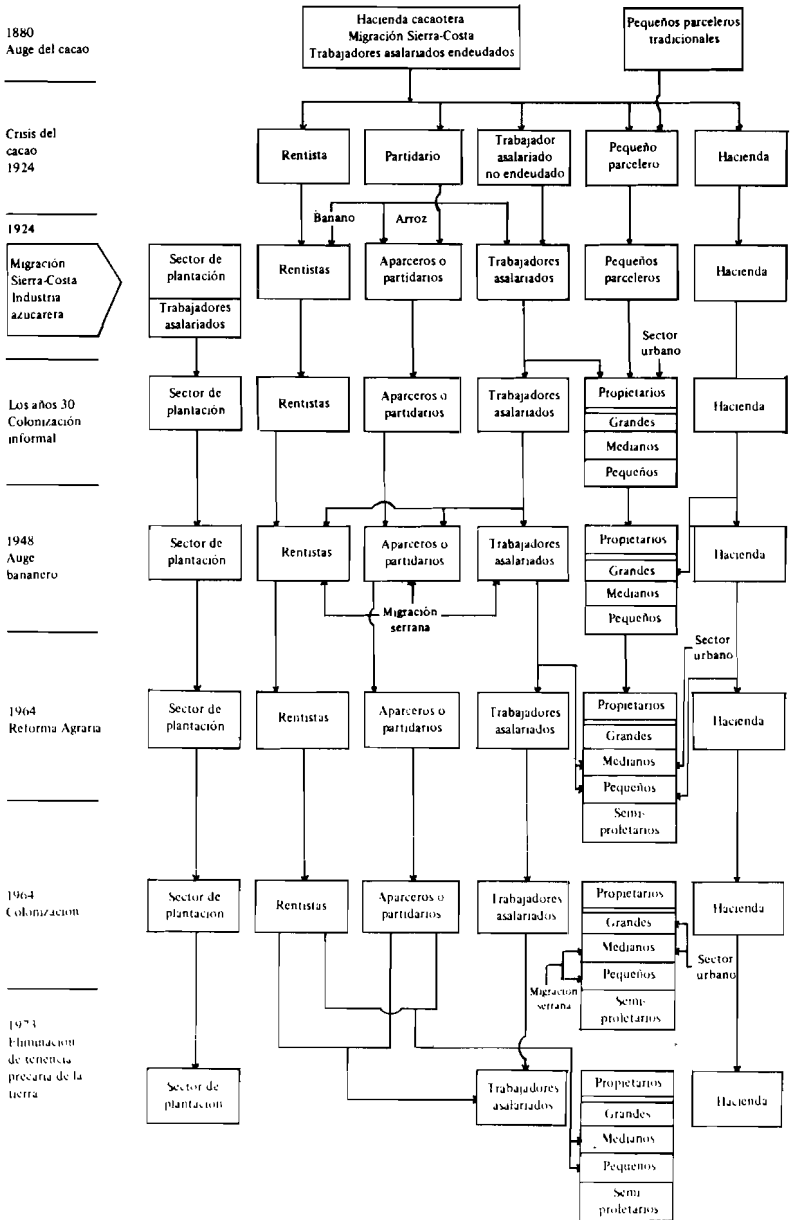 1880
Auge del cacao
Hacienda cacaotera
Migración Sierra-Costa
Trabajadores asalariados endeudados
Pequeños parceleros
tradicionales
Crisis del
cacao
1924
Rentista
Partidario
Trabajador
asalariado
no endeudado
Pequeño
parcelero
Hacienda
Banano
Arroz
1924
Migración
Sierra-Costa
Industria
azucarera
Sector de
plantación
Trabajadores
asalariados
Rentistas
Aparceros o
partidarios
Trabajadores
asalariados
Pequeños
parceleros
Hacienda
Sector
urbano
Los años 30
Colonización
informal
Sector de
plantación
Rentistas
Aparceros o
partidarios
Trabajadores
asalariados
Propietarios
Grandes
Medianos
Pequeños
Hacienda
1948
Auge
bananero
Sector de
plantación
Rentistas
Aparceros o
partidarios
Trabajadores
asalariados
Propietarios
Grandes
Medianos
Pequeños
Hacienda
Migración
serrana
Sector
urbano
1964
Reforma Agraria
Sector de
plantación
Rentistas
Aparceros o
partidarios
Trabajadores
asalariados
Propietarios
Grandes
Medianos
Pequeños
Semi-
proletarios
Hacienda
1964
Colonización
Sector de
plantación
Rentistas
Aparceros o
partidarios
Trabajadores
asalariados
Propietarios
Grandes
Medianos
Pequeños
Semi-
proletarios
Hacienda
Migración
serrana
Sector
urbano
1973
Eliminación
de tenencia
precaria de la
tierra
Sector de
plantación
Trabajadores
asalariados
Propietarios
Grandes
Medianos
Pequeños
Semi
proletarios
Hacienda